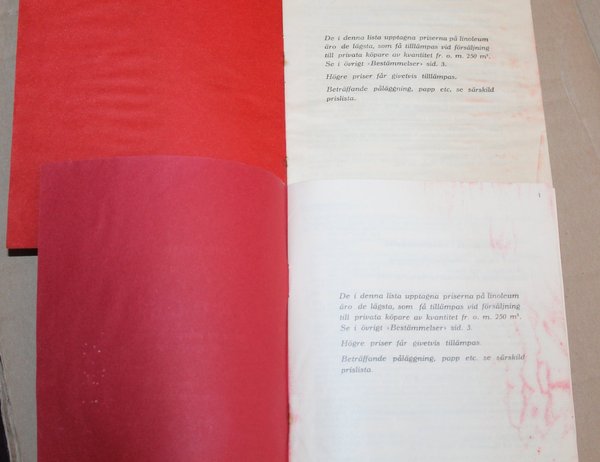 De i denna lista upptagna priserna på linoleum
äro de lägsta, som få tilllämpas vid försäljning
till privata köpare av kvantitet fr. o. m. 250 m².
Se i övrigt ›Bestämmelser› sid. 3.
Högre priser får givetvis tilllämpas.
Beträffande påläggning, papp etc. se särskild
prislista.
1
De i denna lista upptagna priserna på linoleum
äro de lägsta, som få tillämpas vid försäljning
till privata köpare av kvantitet fr. o. m. 250 m².
Se i övrigt ›Bestämmelser› sid. 3.
Högre priser får givetvis tillämpas.
Beträffande påläggning, papp etc. se särskild
prislista.